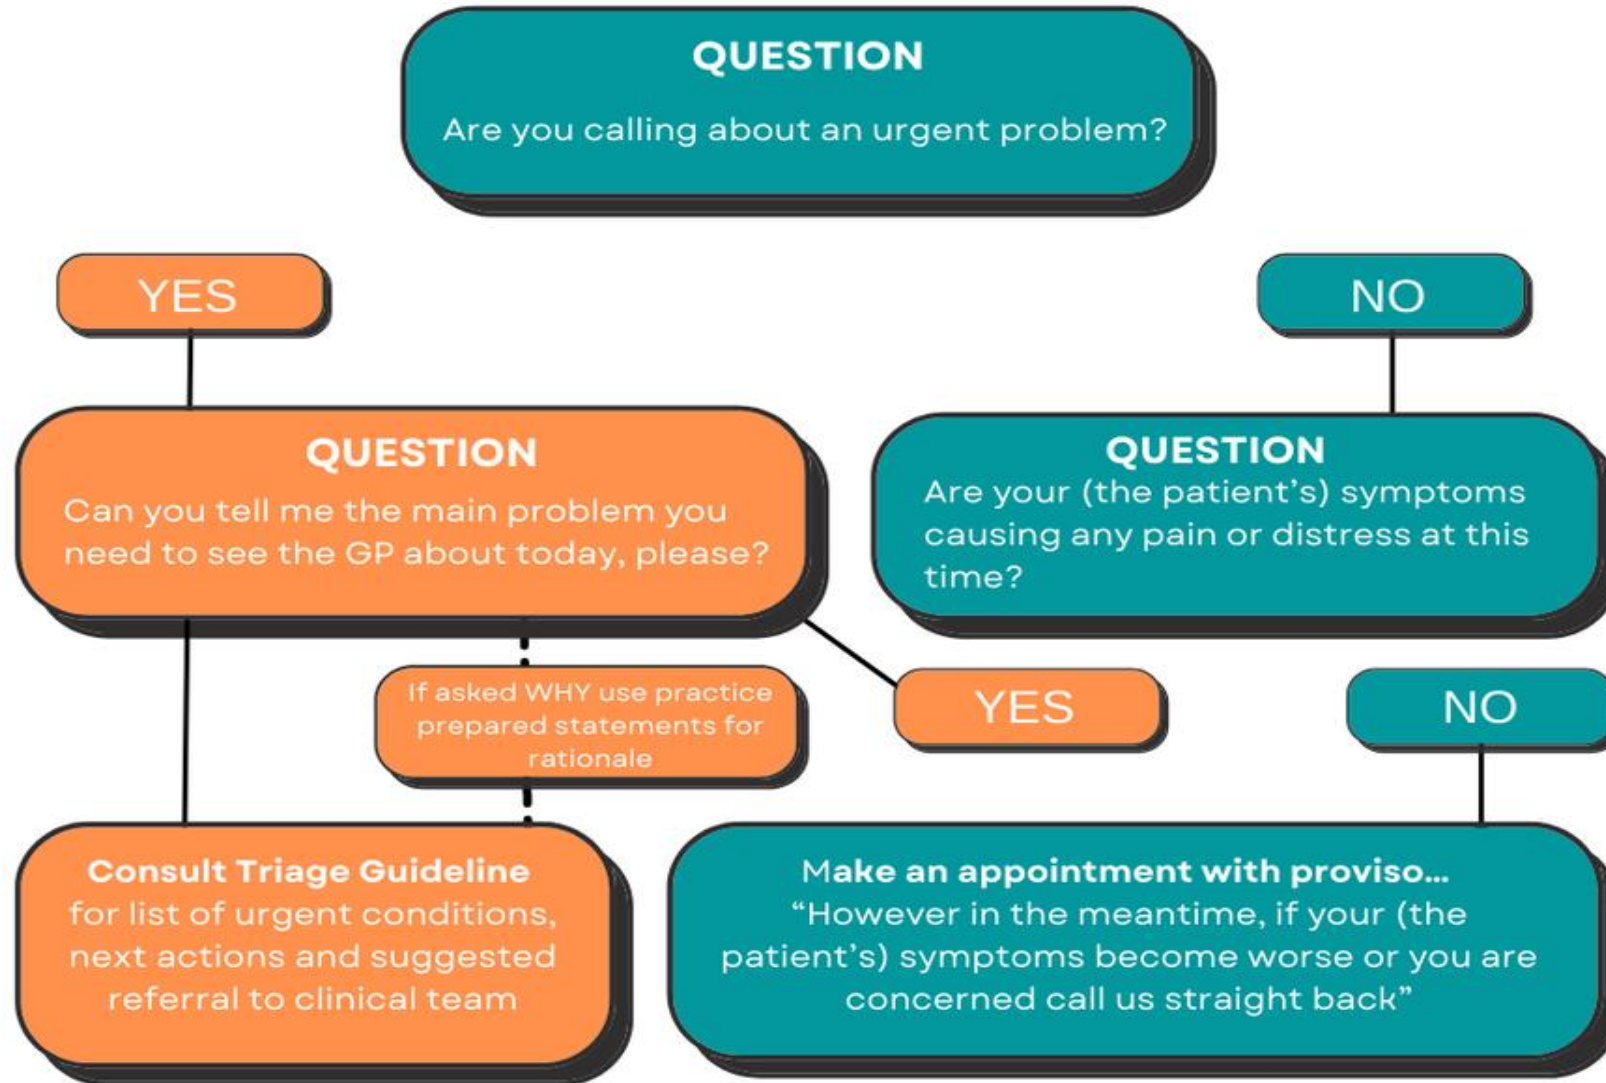 QUESTION
Are you calling about an urgent problem?
YES
NO
QUESTION
Can you tell me the main problem you
need to see the GP about today, please?
QUESTION
Are your (the patient’s) symptoms
causing any pain or distress at this
time?
If asked WHY use practice
prepared statements for
rationale
YES
NO
Consult Triage Guideline
for list of urgent conditions,
next actions and suggested
referral to clinical team
Make an appointment with proviso...
“However in the meantime, if your (the
patient’s) symptoms become worse or you are
concerned call us straight back”